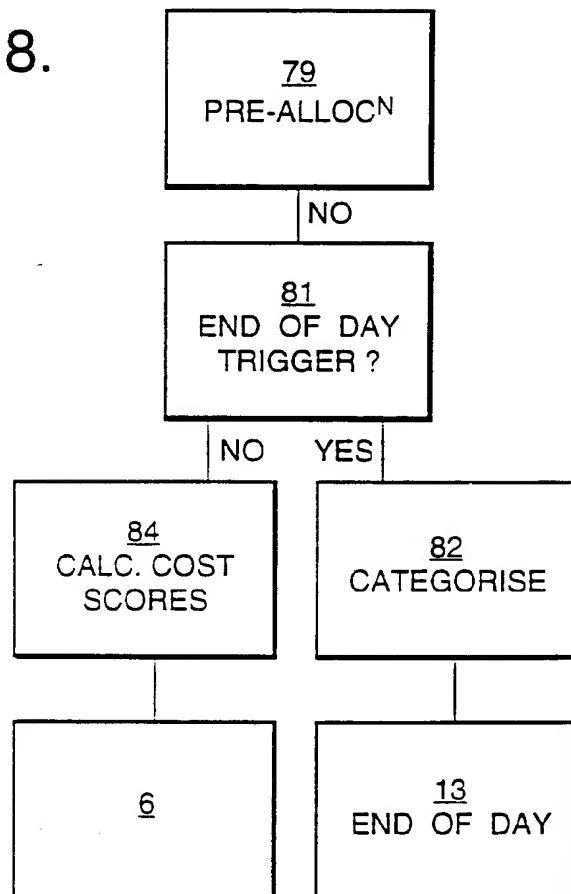 8.
79
PRE-ALLOCᴺ
NO
81
END OF DAY
TRIGGER ?
NO YES
84
CALC. COST
SCORES
82
CATEGORISE
6
13
END OF DAY